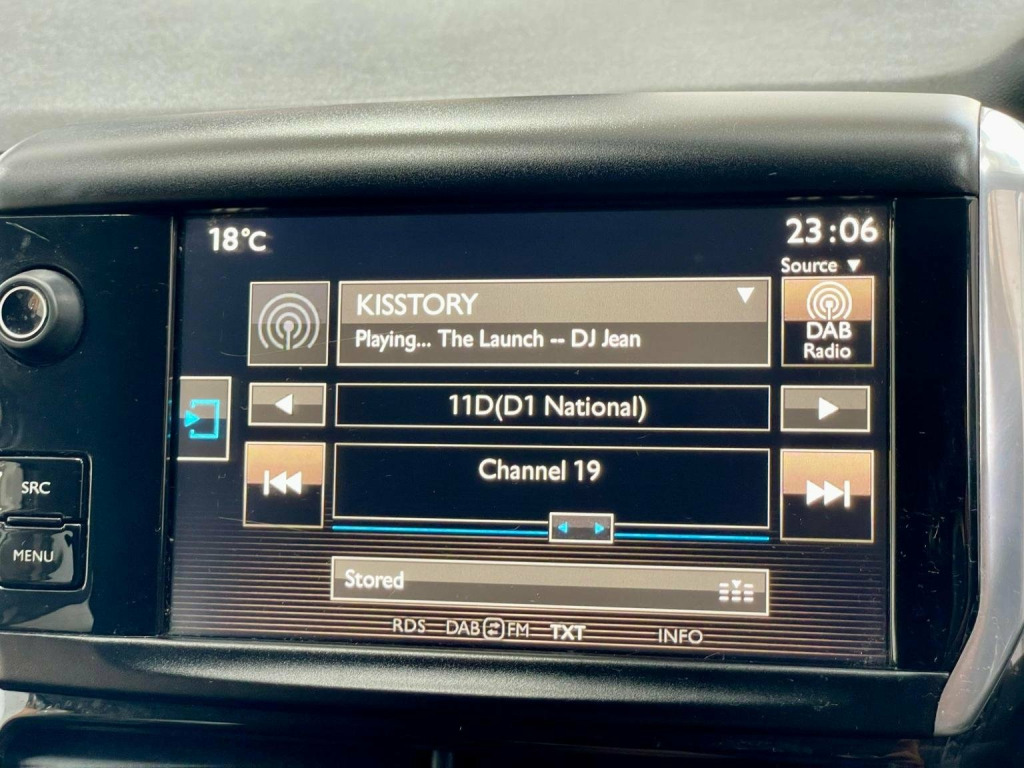 18°C
23:06
Source
KISSTORY
Playing... The Launch -- DJ Jean
DAB
Radio
11D(D1 National)
Channel 19
SRC
MENU
Stored
RDS DAB FM TXT INFO